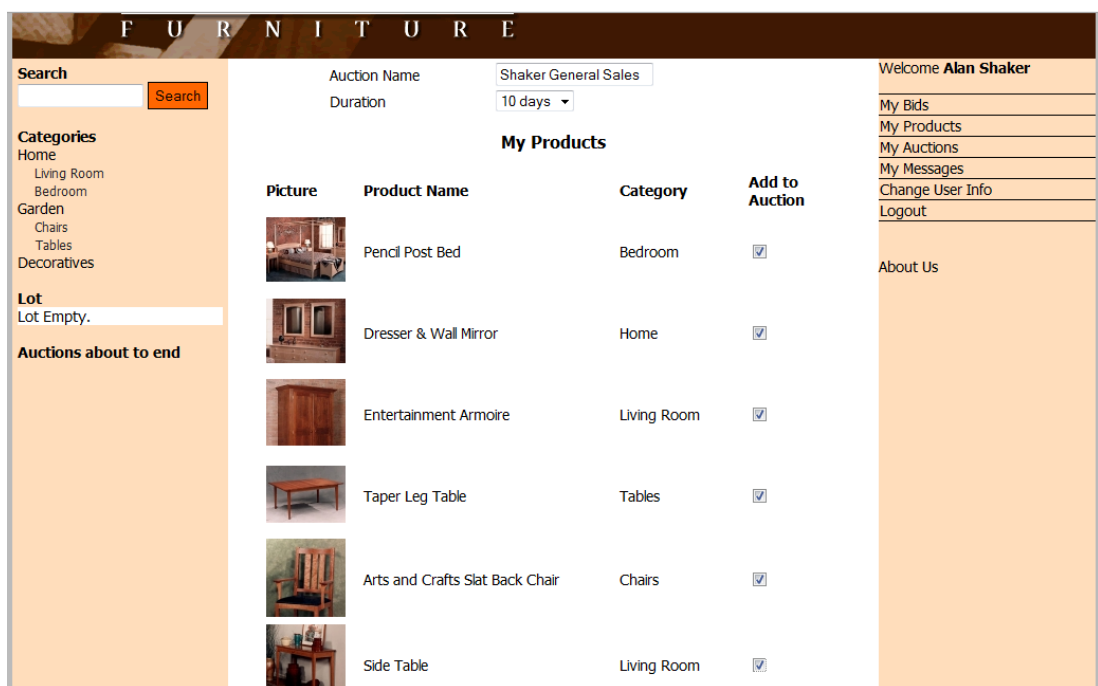 FURNITURE
Search
Search
Categories
Home
Living Room
Bedroom
Garden
Chairs
Tables
Decoratives
Lot
Lot Empty.
Auctions about to end
Auction Name Shaker General Sales
Duration 10 days
My Products
Picture Product Name Category Add to Auction
Pencil Post Bed Bedroom
Dresser & Wall Mirror Home
Entertainment Armoire Living Room
Taper Leg Table Tables
Arts and Crafts Slat Back Chair Chairs
Side Table Living Room
Welcome Alan Shaker
My Bids
My Products
My Auctions
My Messages
Change User Info
Logout
About Us